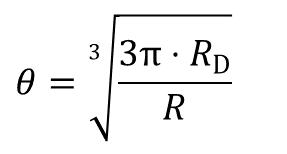 θ = ∛(3π · R_D / R)